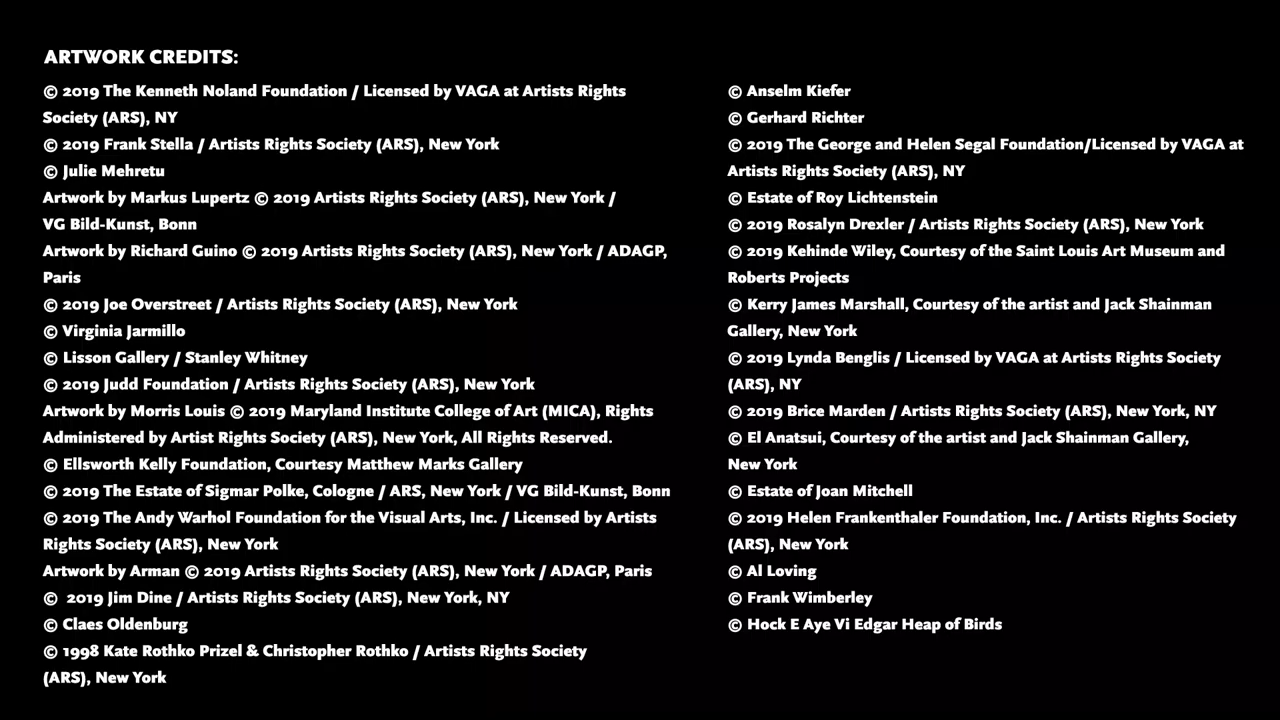 ARTWORK CREDITS:
© 2019 The Kenneth Noland Foundation / Licensed by VAGA at Artists Rights
Society (ARS), NY
© 2019 Frank Stella / Artists Rights Society (ARS), New York
© Julie Mehretu
Artwork by Markus Lupertz © 2019 Artists Rights Society (ARS), New York /
VG Bild-Kunst, Bonn
Artwork by Richard Guino © 2019 Artists Rights Society (ARS), New York / ADAGP,
Paris
© 2019 Joe Overstreet / Artists Rights Society (ARS), New York
© Virginia Jarmillo
© Lisson Gallery / Stanley Whitney
© 2019 Judd Foundation / Artists Rights Society (ARS), New York
Artwork by Morris Louis © 2019 Maryland Institute College of Art (MICA), Rights
Administered by Artist Rights Society (ARS), New York, All Rights Reserved.
© Ellsworth Kelly Foundation, Courtesy Matthew Marks Gallery
© 2019 The Estate of Sigmar Polke, Cologne / ARS, New York / VG Bild-Kunst, Bonn
© 2019 The Andy Warhol Foundation for the Visual Arts, Inc. / Licensed by Artists
Rights Society (ARS), New York
Artwork by Arman © 2019 Artists Rights Society (ARS), New York / ADAGP, Paris
© 2019 Jim Dine / Artists Rights Society (ARS), New York, NY
© Claes Oldenburg
© 1998 Kate Rothko Prizel & Christopher Rothko / Artists Rights Society
(ARS), New York
© Anselm Kiefer
© Gerhard Richter
© 2019 The George and Helen Segal Foundation/Licensed by VAGA at
Artists Rights Society (ARS), NY
© Estate of Roy Lichtenstein
© 2019 Rosalyn Drexler / Artists Rights Society (ARS), New York
© 2019 Kehinde Wiley, Courtesy of the Saint Louis Art Museum and
Roberts Projects
© Kerry James Marshall, Courtesy of the artist and Jack Shainman
Gallery, New York
© 2019 Lynda Benglis / Licensed by VAGA at Artists Rights Society
(ARS), NY
© 2019 Brice Marden / Artists Rights Society (ARS), New York, NY
© El Anatsui, Courtesy of the artist and Jack Shainman Gallery,
New York
© Estate of Joan Mitchell
© 2019 Helen Frankenthaler Foundation, Inc. / Artists Rights Society
(ARS), New York
© Al Loving
© Frank Wimberley
© Hock E Aye Vi Edgar Heap of Birds